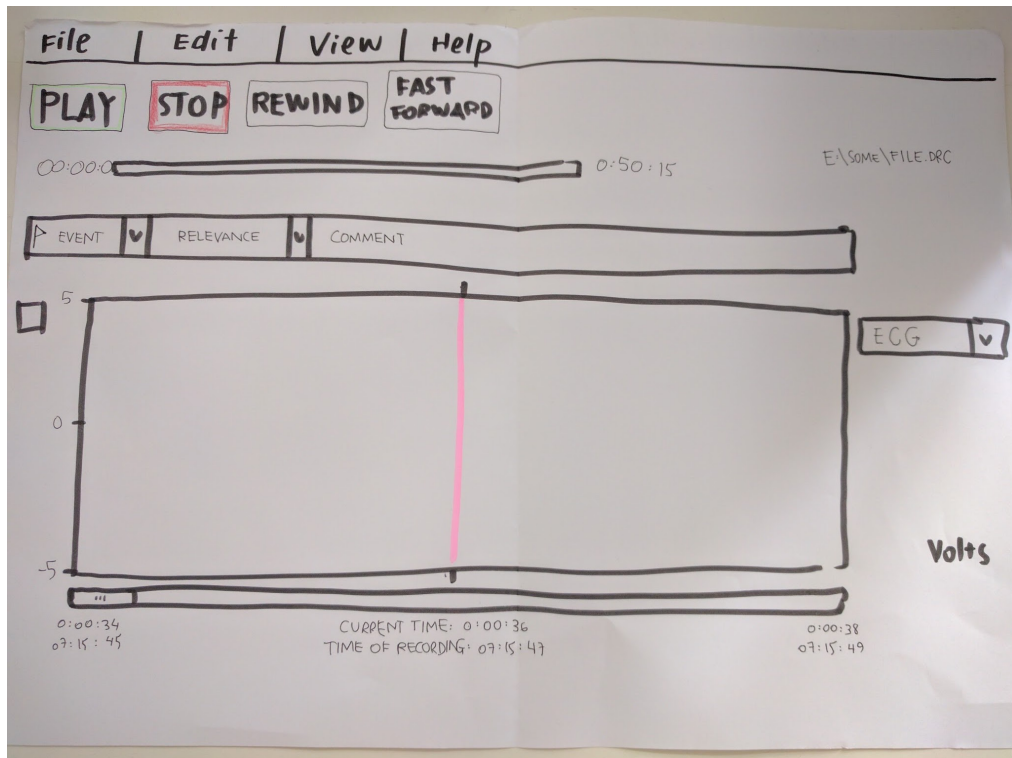 File | Edit | View | Help
PLAY STOP REWIND FAST FORWARD
00:00:0 0:50:15 E:\SOME\FILE.DRC
EVENT RELEVANCE COMMENT
5
ECG
0
-5
Volts
0:00:34 CURRENT TIME: 0:00:36 0:00:38
07:15:45 TIME OF RECORDING: 07:15:47 07:15:49